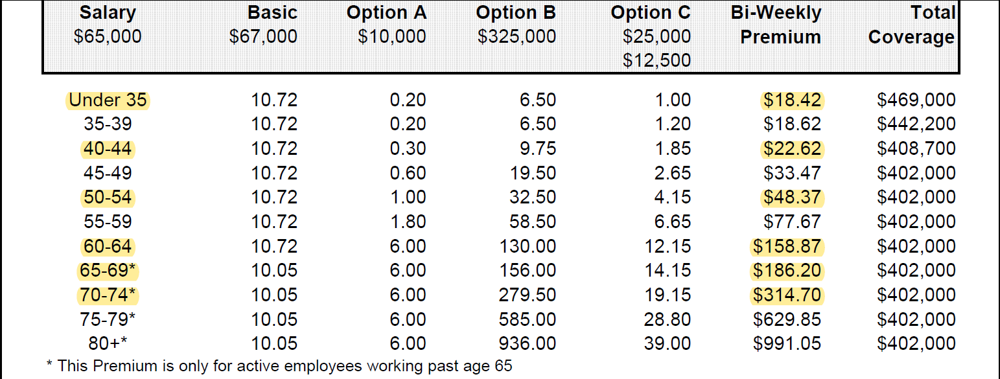 Salary Basic Option A Option B Option C Bi-Weekly Total
$65,000 $67,000 $10,000 $325,000 $25,000 Premium Coverage
$12,500
Under 35 10.72 0.20 6.50 1.00 $18.42 $469,000
35-39 10.72 0.20 6.50 1.20 $18.62 $442,200
40-44 10.72 0.30 9.75 1.85 $22.62 $408,700
45-49 10.72 0.60 19.50 2.65 $33.47 $402,000
50-54 10.72 1.00 32.50 4.15 $48.37 $402,000
55-59 10.72 1.80 58.50 6.65 $77.67 $402,000
60-64 10.72 6.00 130.00 12.15 $158.87 $402,000
65-69* 10.05 6.00 156.00 14.15 $186.20 $402,000
70-74* 10.05 6.00 279.50 19.15 $314.70 $402,000
75-79* 10.05 6.00 585.00 28.80 $629.85 $402,000
80+* 10.05 6.00 936.00 39.00 $991.05 $402,000
* This Premium is only for active employees working past age 65